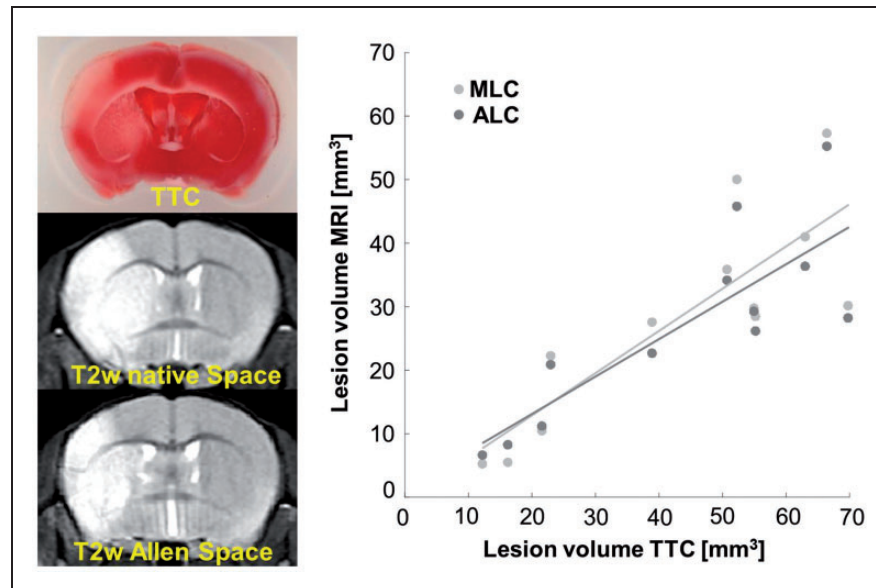 TTC
T2w native Space
T2w Allen Space
Lesion volume MRI [mm³]
70
60
50
40
30
20
10
0
MLC
ALC
0 10 20 30 40 50 60 70
Lesion volume TTC [mm³]